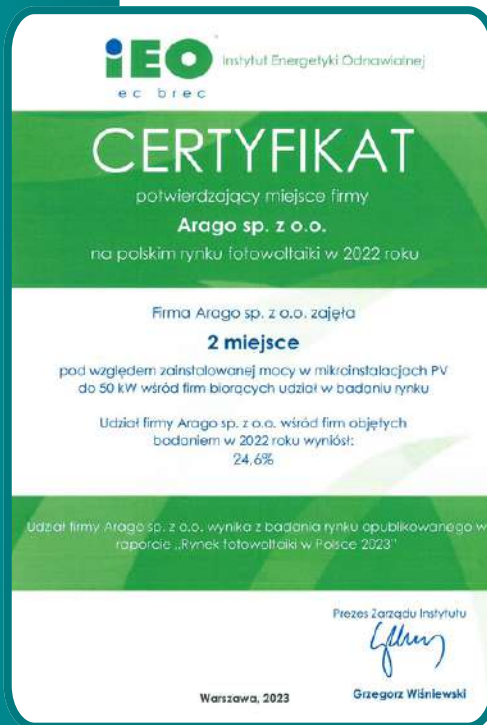 iEO Instytut Energetyki Odnawialnej
ec brec
CERTYFIKAT
potwierdzający miejsce firmy
Arago sp. z o.o.
na polskim rynku fotowoltaiki w 2022 roku
Firma Arago sp. z o.o. zajęła
2 miejsce
pod względem zainstalowanej mocy w mikroinstalacjach PV
do 50 kW wśród firm biorących udział w badaniu rynku
Udział firmy Arago sp. z o.o. wśród firm objętych
badaniem w 2022 roku wyniósł:
24,6%
Udział firmy Arago sp. z o.o. wynika z badania rynku opublikowanego w
raporcie „Rynek fotowoltaiki w Polsce 2023”
Prezes Zarządu Instytutu
Warszawa, 2023
Grzegorz Wiśniewski